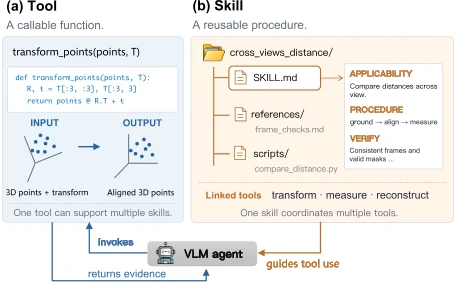 (a) Tool
A callable function.
transform_points(points, T)
def transform_points(points, T):
R, t = T[:3, :3], T[:3, 3]
return points @ R.T + t
INPUT
OUTPUT
3D points + transform
Aligned 3D points
One tool can support multiple skills.
(b) Skill
A reusable procedure.
cross_views_distance/
SKILL.md
references/
frame_checks.md
scripts/
compare_distance.py
APPLICABILITY
Compare distances across
view.
PROCEDURE
ground → align → measure
VERIFY
Consistent frames and
valid masks ...
Linked tools transform · measure · reconstruct
One skill coordinates multiple tools.
invokes
VLM agent
guides tool use
returns evidence